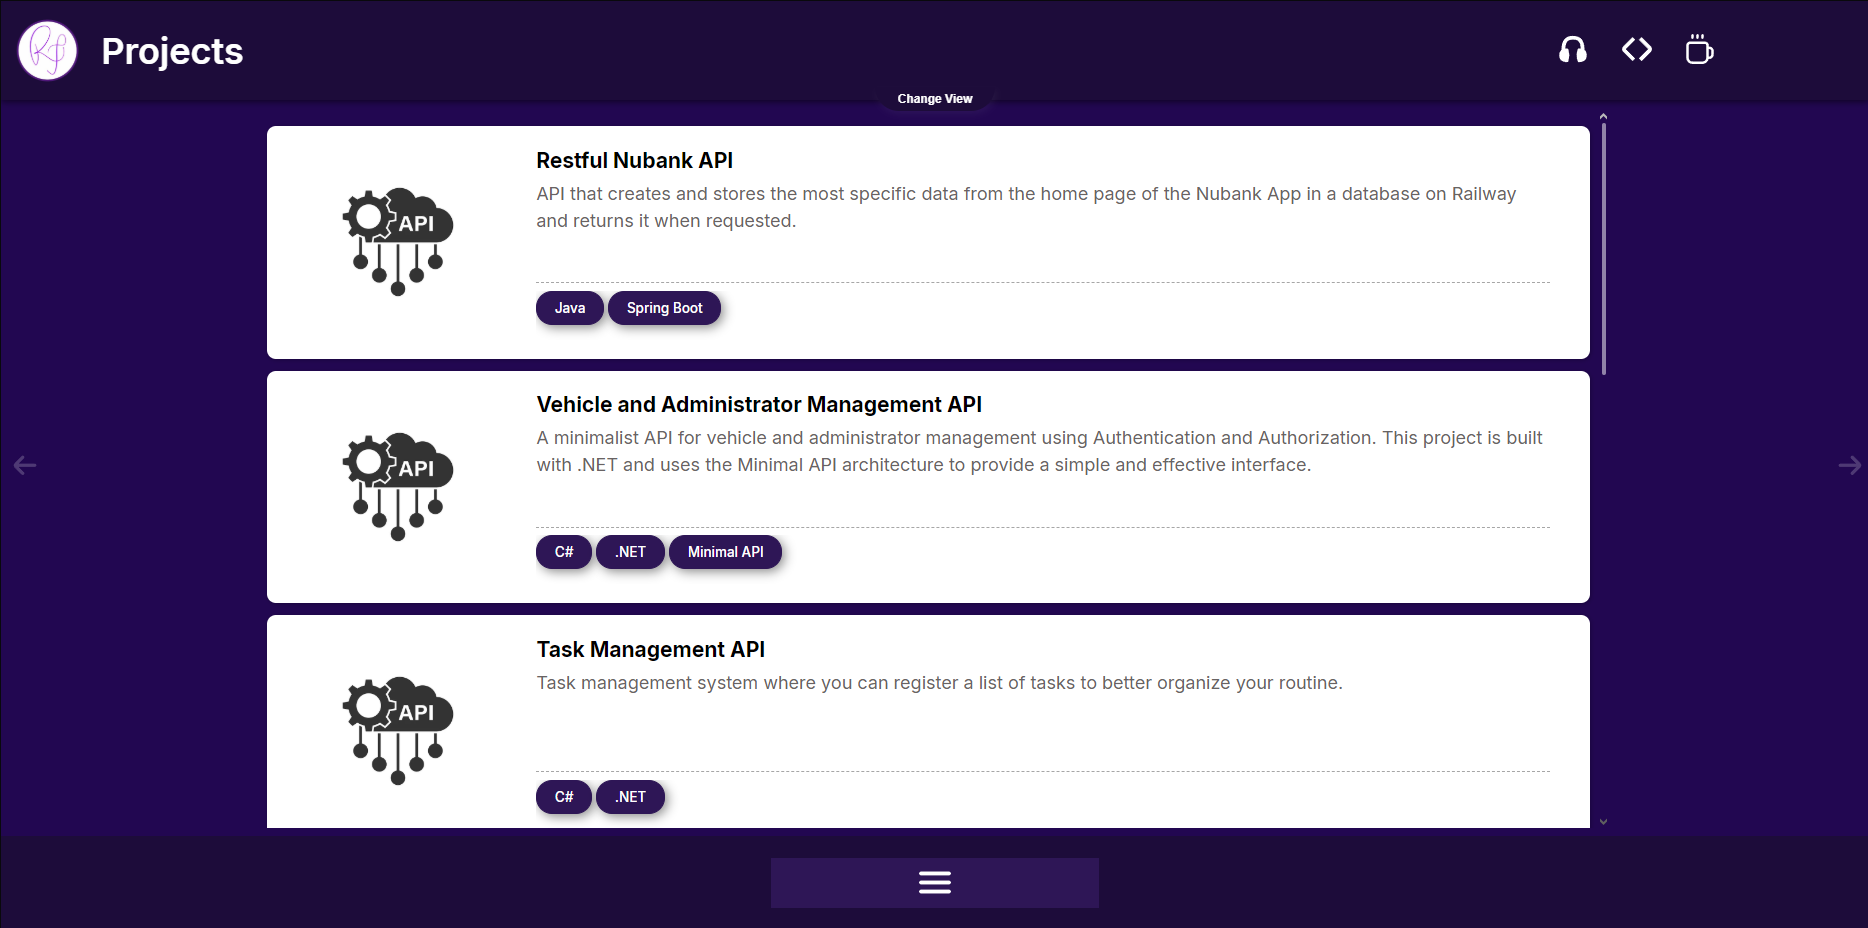 Projects
Change View
Restful Nubank API
API that creates and stores the most specific data from the home page of the Nubank App in a database on Railway
and returns it when requested.
API
Java
Spring Boot
Vehicle and Administrator Management API
A minimalist API for vehicle and administrator management using Authentication and Authorization. This project is built
with .NET and uses the Minimal API architecture to provide a simple and effective interface.
API
C#
.NET
Minimal API
Task Management API
Task management system where you can register a list of tasks to better organize your routine.
API
C#
.NET